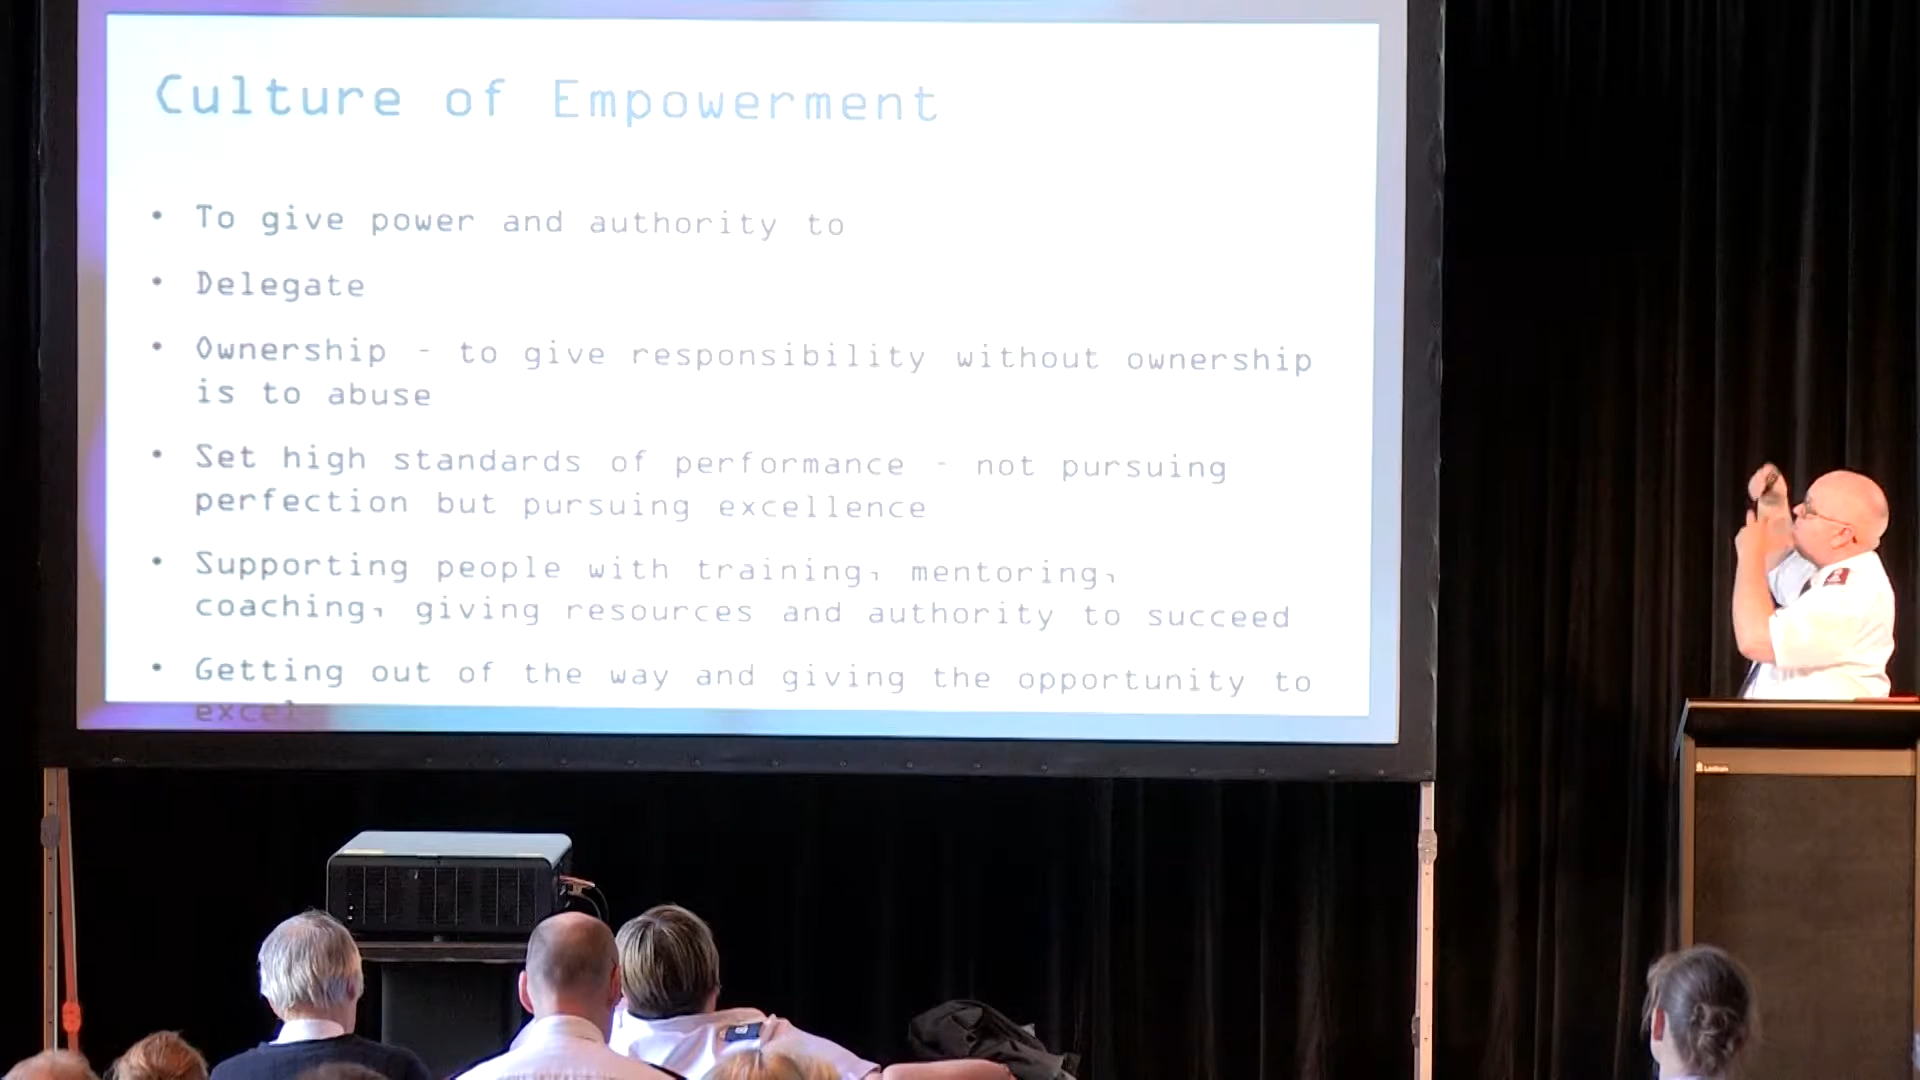 Culture of Empowerment
• To give power and authority to
• Delegate
• Ownership - to give responsibility without ownership
is to abuse
• Set high standards of performance - not pursuing
perfection but pursuing excellence
• Supporting people with training, mentoring,
coaching, giving resources and authority to succeed
• Getting out of the way and giving the opportunity to
excel